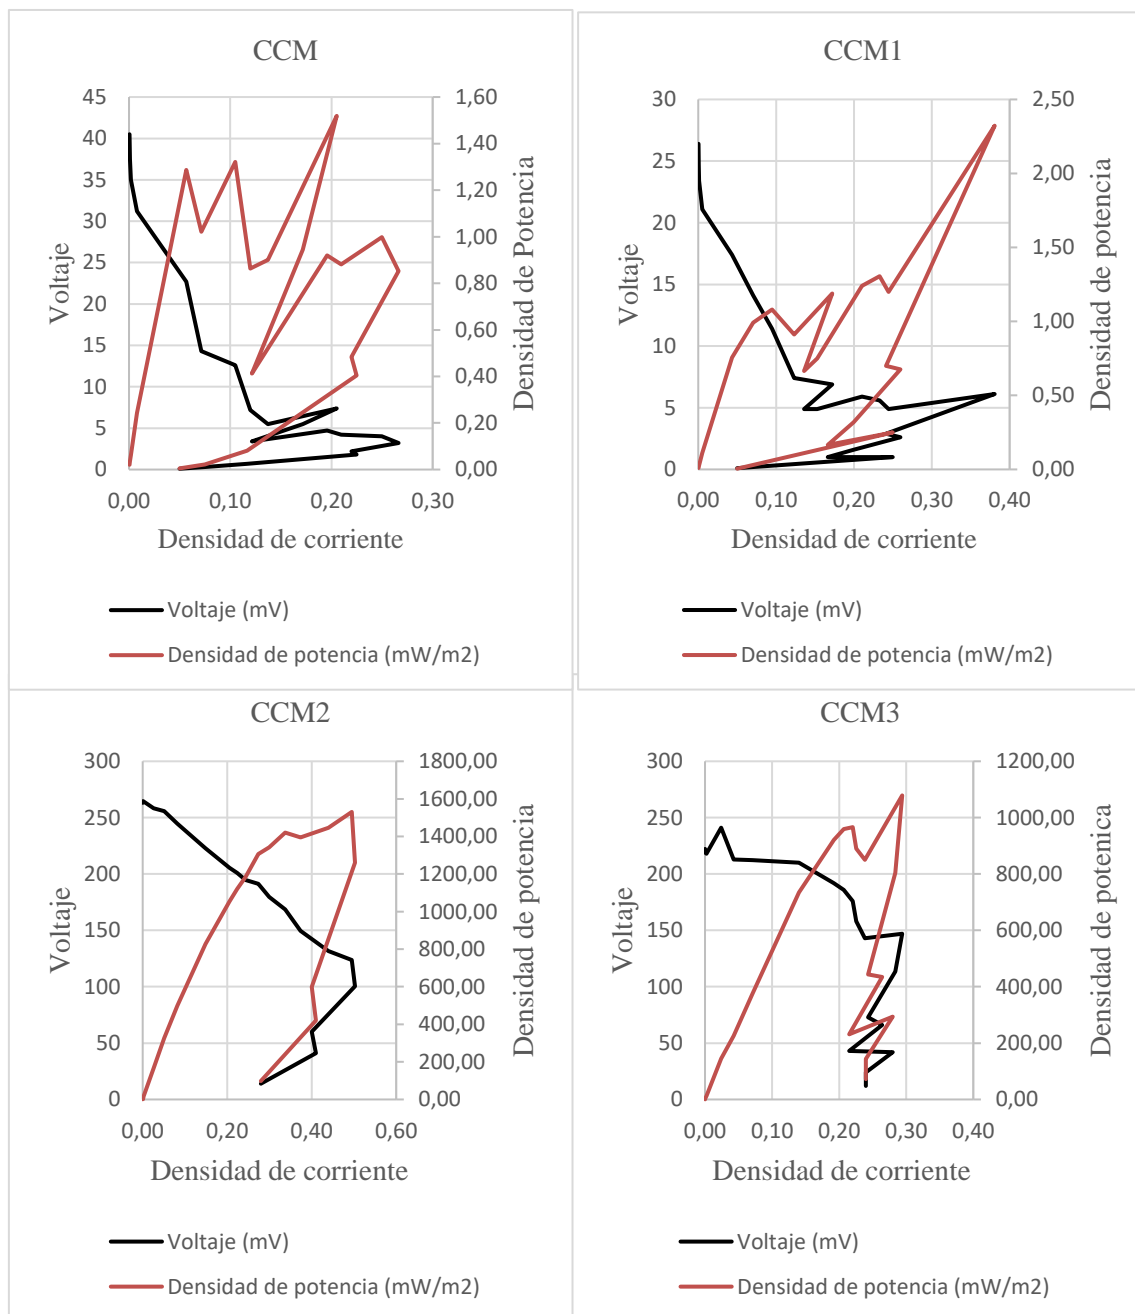 CCM
45
40
35
30
25
20
15
10
5
0
Voltaje
1,60
1,40
1,20
1,00
0,80
0,60
0,40
0,20
0,00
Densidad de Potencia
0,00 0,10 0,20 0,30
Densidad de corriente
Voltaje (mV)
Densidad de potencia (mW/m2)
CCM1
30
25
20
15
10
5
0
Voltaje
2,50
2,00
1,50
1,00
0,50
0,00
Densidad de potencia
0,00 0,10 0,20 0,30 0,40
Densidad de corriente
Voltaje (mV)
Densidad de potencia (mW/m2)
CCM2
300
250
200
150
100
50
0
Voltaje
1800,00
1600,00
1400,00
1200,00
1000,00
800,00
600,00
400,00
200,00
0,00
Densidad de potencia
0,00 0,20 0,40 0,60
Densidad de corriente
Voltaje (mV)
Densidad de potencia (mW/m2)
CCM3
300
250
200
150
100
50
0
Voltaje
1200,00
1000,00
800,00
600,00
400,00
200,00
0,00
Densidad de potenica
0,00 0,10 0,20 0,30 0,40
Densidad de corriente
Voltaje (mV)
Densidad de potencia (mW/m2)